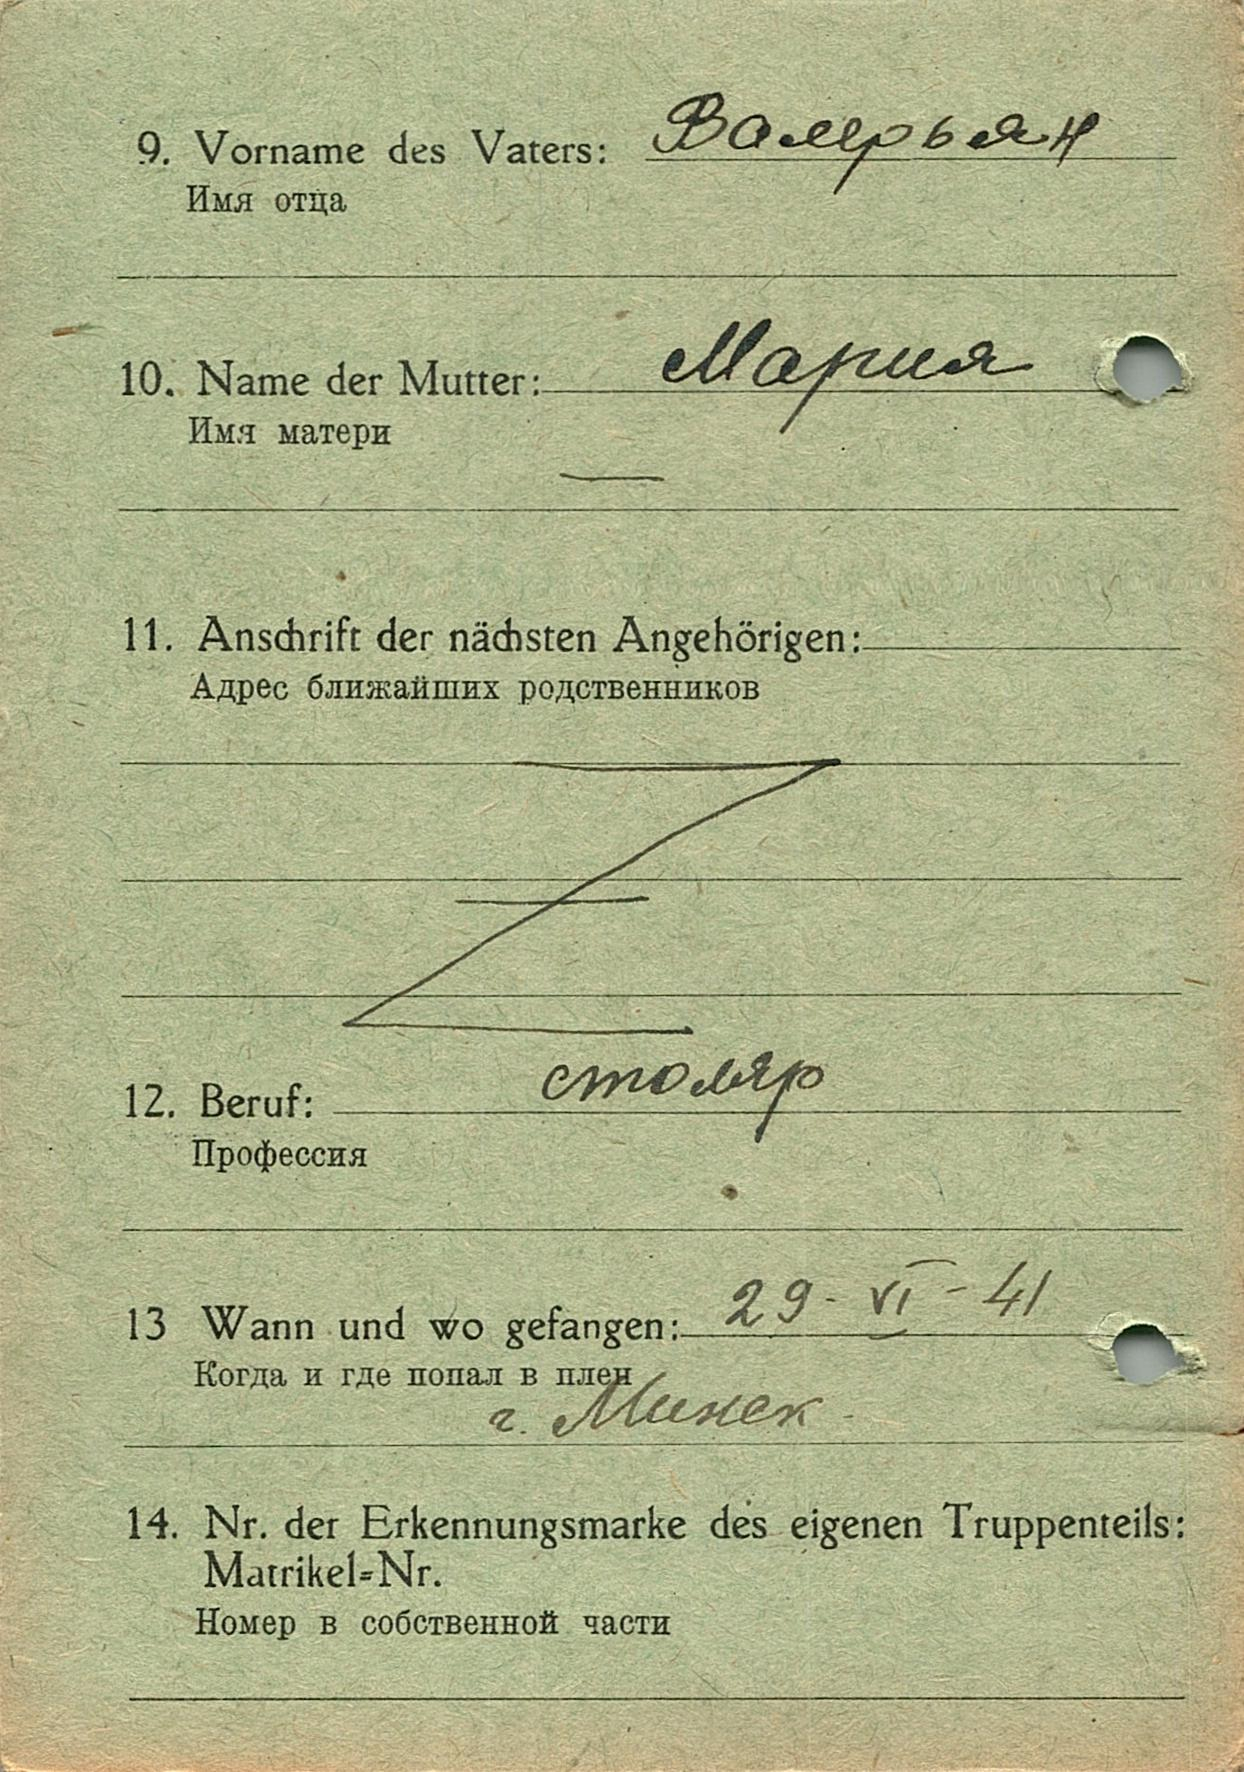 9. Vorname des Vaters: Валерьян
Имя отца
10. Name der Mutter: Мария
Имя матери
—
11. Anschrift der nächsten Angehörigen:
Адрес ближайших родственников
12. Beruf: столяр
Профессия
13 Wann und wo gefangen: 29 - VI - 41
Когда и где попал в плен
г. Минск
14. Nr. der Erkennungsmarke des eigenen Truppenteils:
Matrikel=Nr.
Номер в собственной части